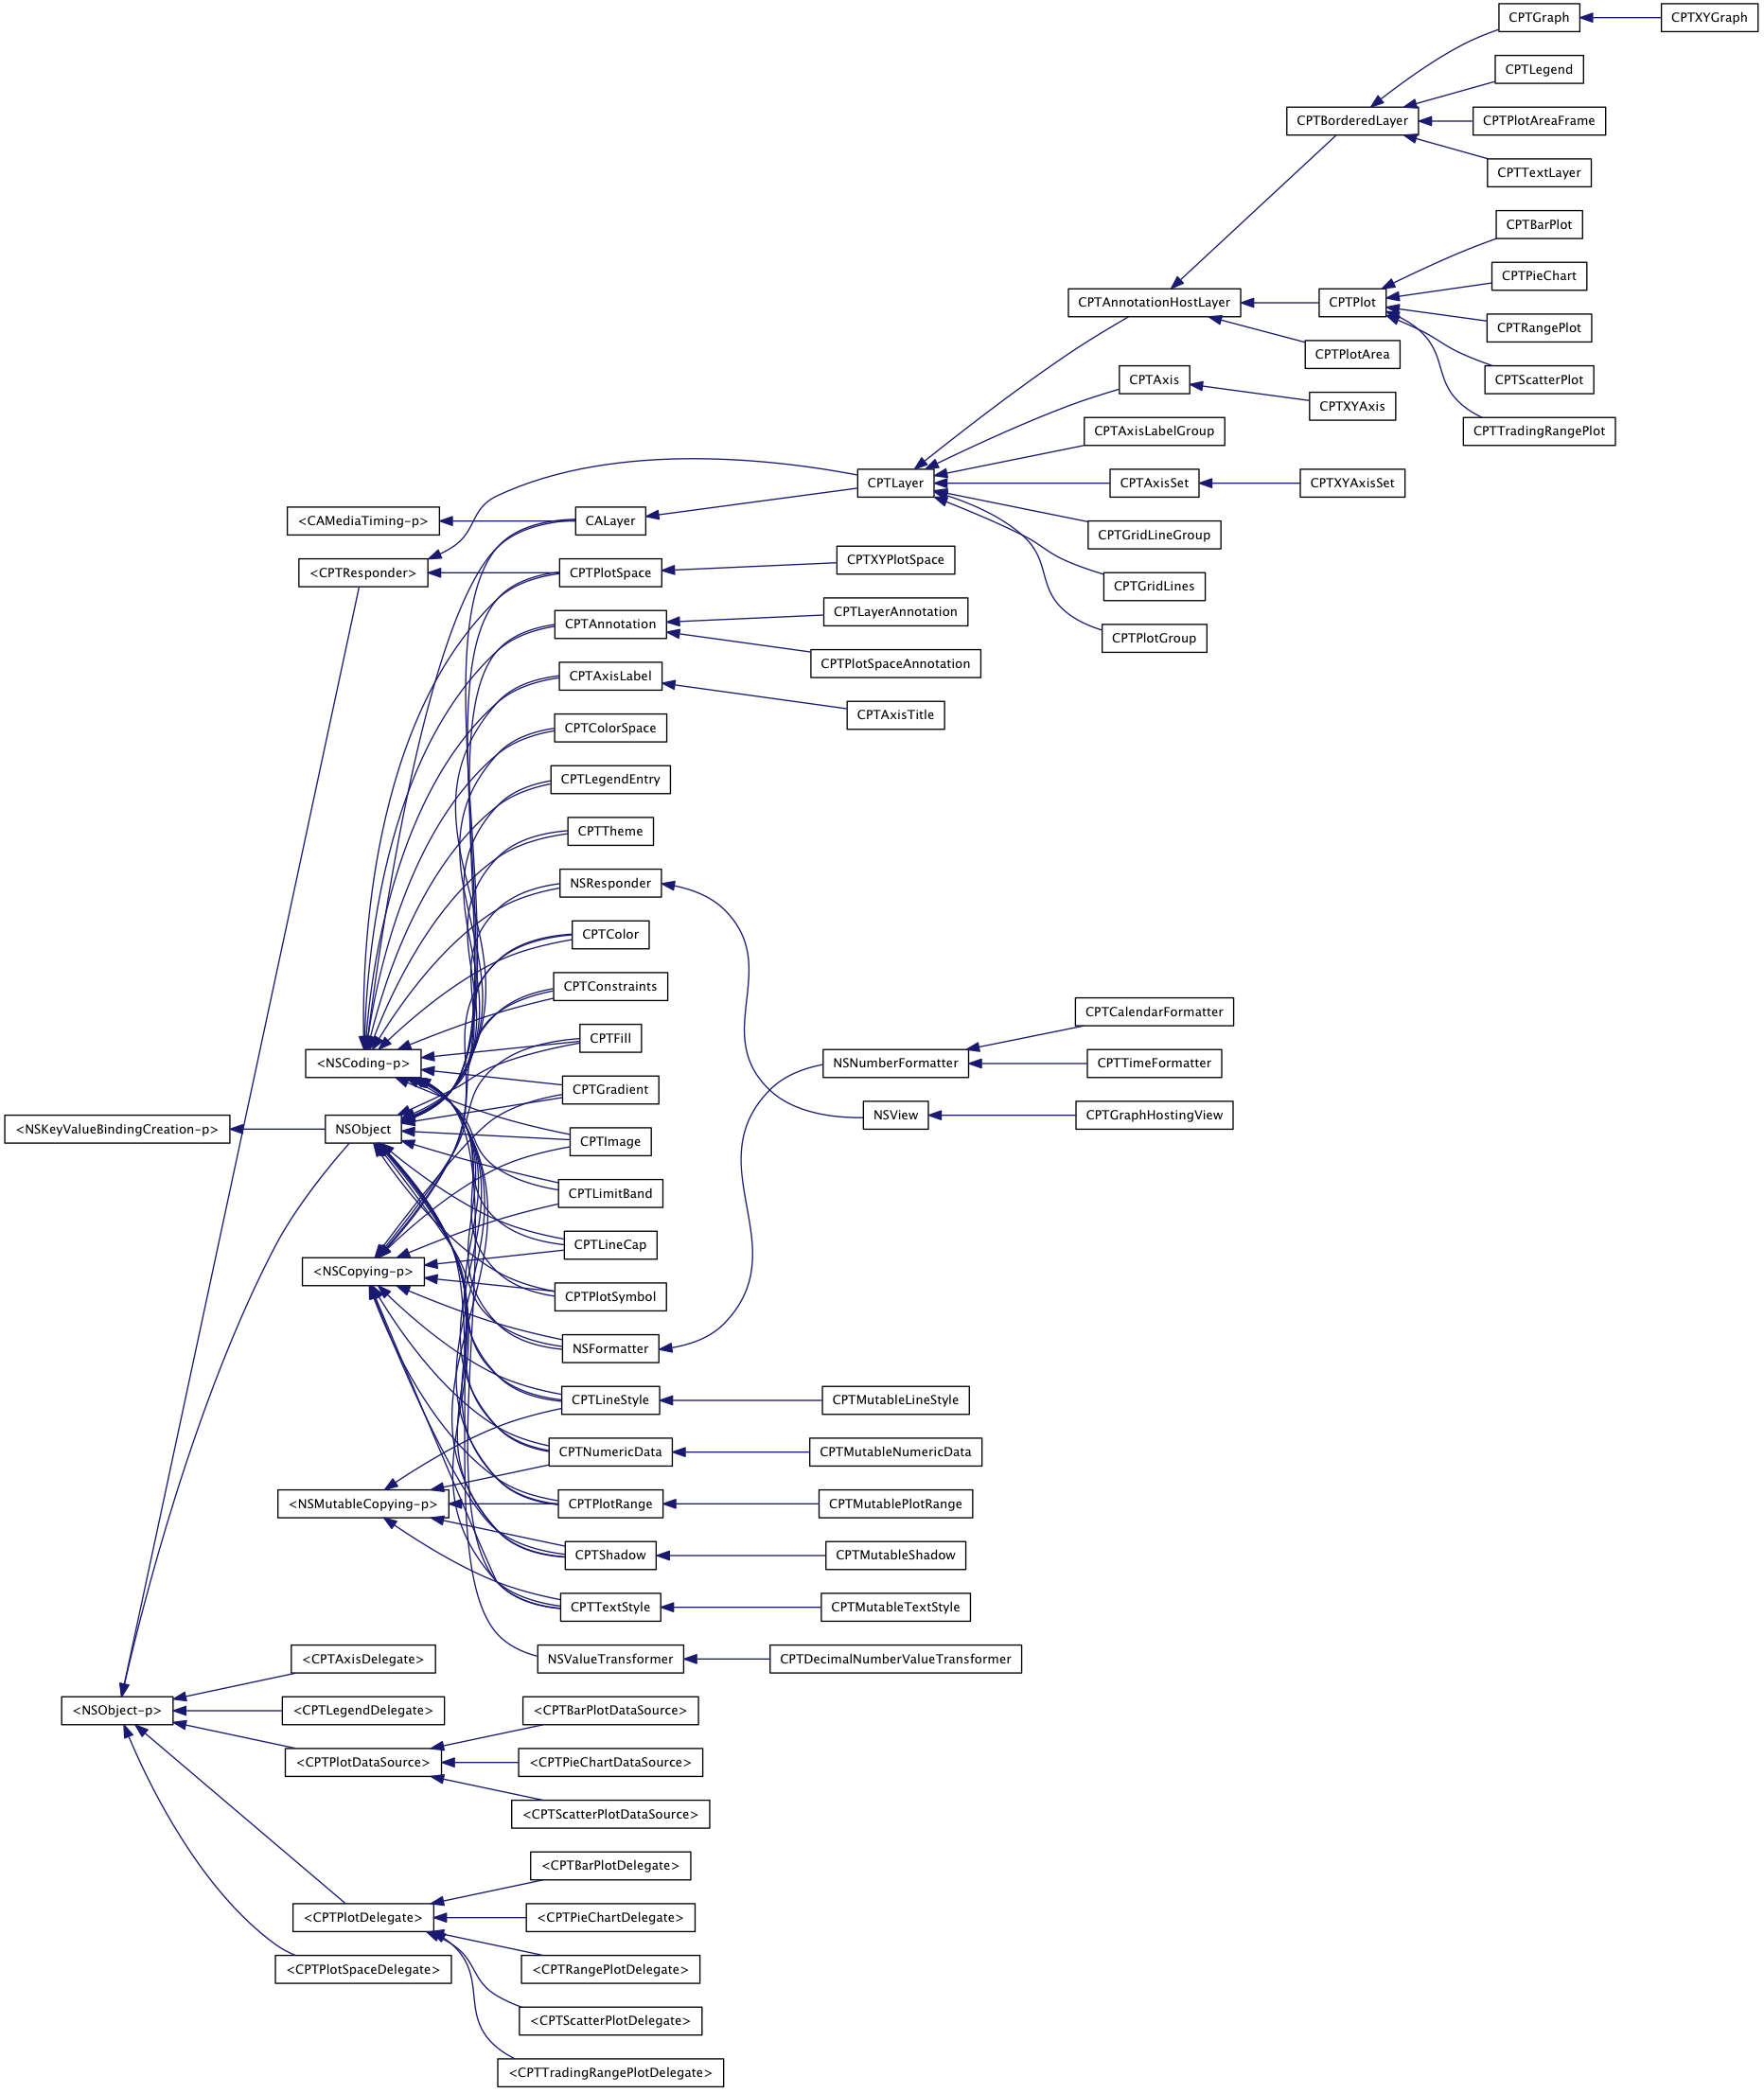 CPTGraph
CPTXYGraph
CPTLegend
CPTBorderedLayer
CPTPlotAreaFrame
CPTTextLayer
CPTBarPlot
CPTPieChart
CPTAnnotationHostLayer
CPTPlot
CPTRangePlot
CPTPlotArea
CPTAxis
CPTScatterPlot
CPTXYAxis
CPTAxisLabelGroup
CPTTradingRangePlot
CPTLayer
CPTAxisSet
CPTXYAxisSet
<CAMediaTiming-p>
CALayer
CPTGridLineGroup
CPTXYPlotSpace
<CPTResponder>
CPTPlotSpace
CPTGridLines
CPTLayerAnnotation
CPTAnnotation
CPTPlotGroup
CPTPlotSpaceAnnotation
CPTAxisLabel
CPTAxisTitle
CPTColorSpace
CPTLegendEntry
CPTTheme
NSResponder
CPTColor
CPTConstraints
CPTCalendarFormatter
CPTFill
<NSCoding-p>
NSNumberFormatter
CPTTimeFormatter
CPTGradient
<NSKeyValueBindingCreation-p>
NSObject
NSView
CPTGraphHostingView
CPTImage
CPTLimitBand
CPTLineCap
<NSCopying-p>
CPTPlotSymbol
NSFormatter
CPTLineStyle
CPTMutableLineStyle
CPTNumericData
CPTMutableNumericData
<NSMutableCopying-p>
CPTPlotRange
CPTMutablePlotRange
CPTShadow
CPTMutableShadow
CPTTextStyle
CPTMutableTextStyle
<CPTAxisDelegate>
NSValueTransformer
CPTDecimalNumberValueTransformer
<NSObject-p>
<CPTLegendDelegate>
<CPTBarPlotDataSource>
<CPTPlotDataSource>
<CPTPieChartDataSource>
<CPTScatterPlotDataSource>
<CPTBarPlotDelegate>
<CPTPlotDelegate>
<CPTPieChartDelegate>
<CPTPlotSpaceDelegate>
<CPTRangePlotDelegate>
<CPTScatterPlotDelegate>
<CPTTradingRangePlotDelegate>